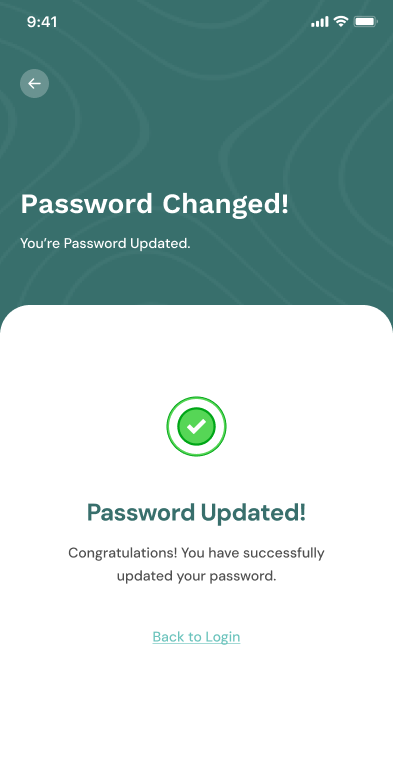 9:41
Password Changed!
You’re Password Updated.
Password Updated!
Congratulations! You have successfully
updated your password.
Back to Login